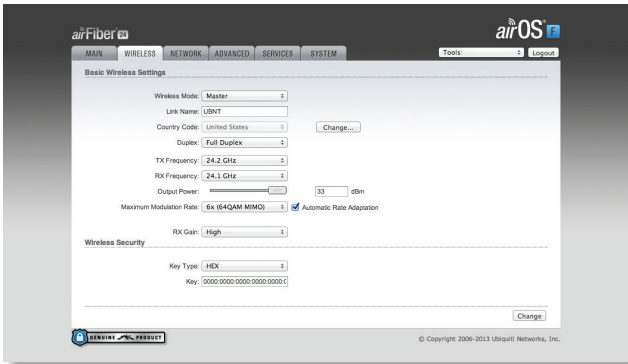 airFiber 24
airOS F
MAIN WIRELESS NETWORK ADVANCED SERVICES SYSTEM Tools: Logout
Basic Wireless Settings
Wireless Mode: Master
Link Name: UBNT
Country Code: United States Change...
Duplex: Full Duplex
TX Frequency: 24.2 GHz
RX Frequency: 24.1 GHz
Output Power: 33 dBm
Maximum Modulation Rate: 6x (64QAM MIMO) Automatic Rate Adaptation
RX Gain: High
Wireless Security
Key Type: HEX
Key: 0000:0000:0000:0000:0000:0
Change
GENUINE PRODUCT
© Copyright 2006-2013 Ubiquiti Networks, Inc.